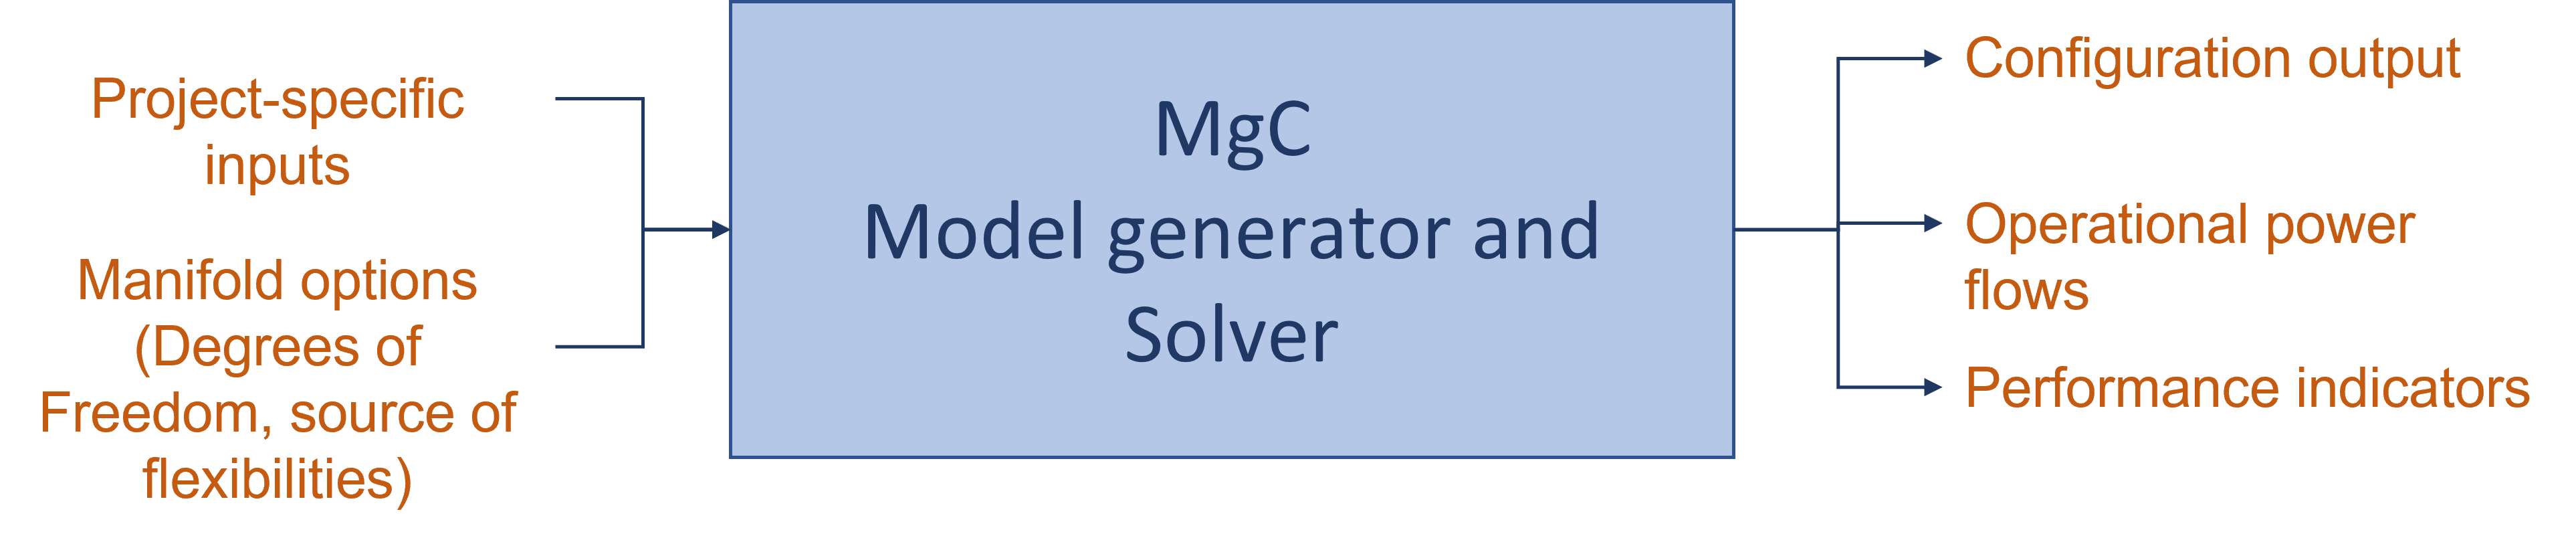 Project-specific
inputs
Manifold options
(Degrees of
Freedom, source of
flexibilities)
MgC
Model generator and
Solver
Configuration output
Operational power
flows
Performance indicators